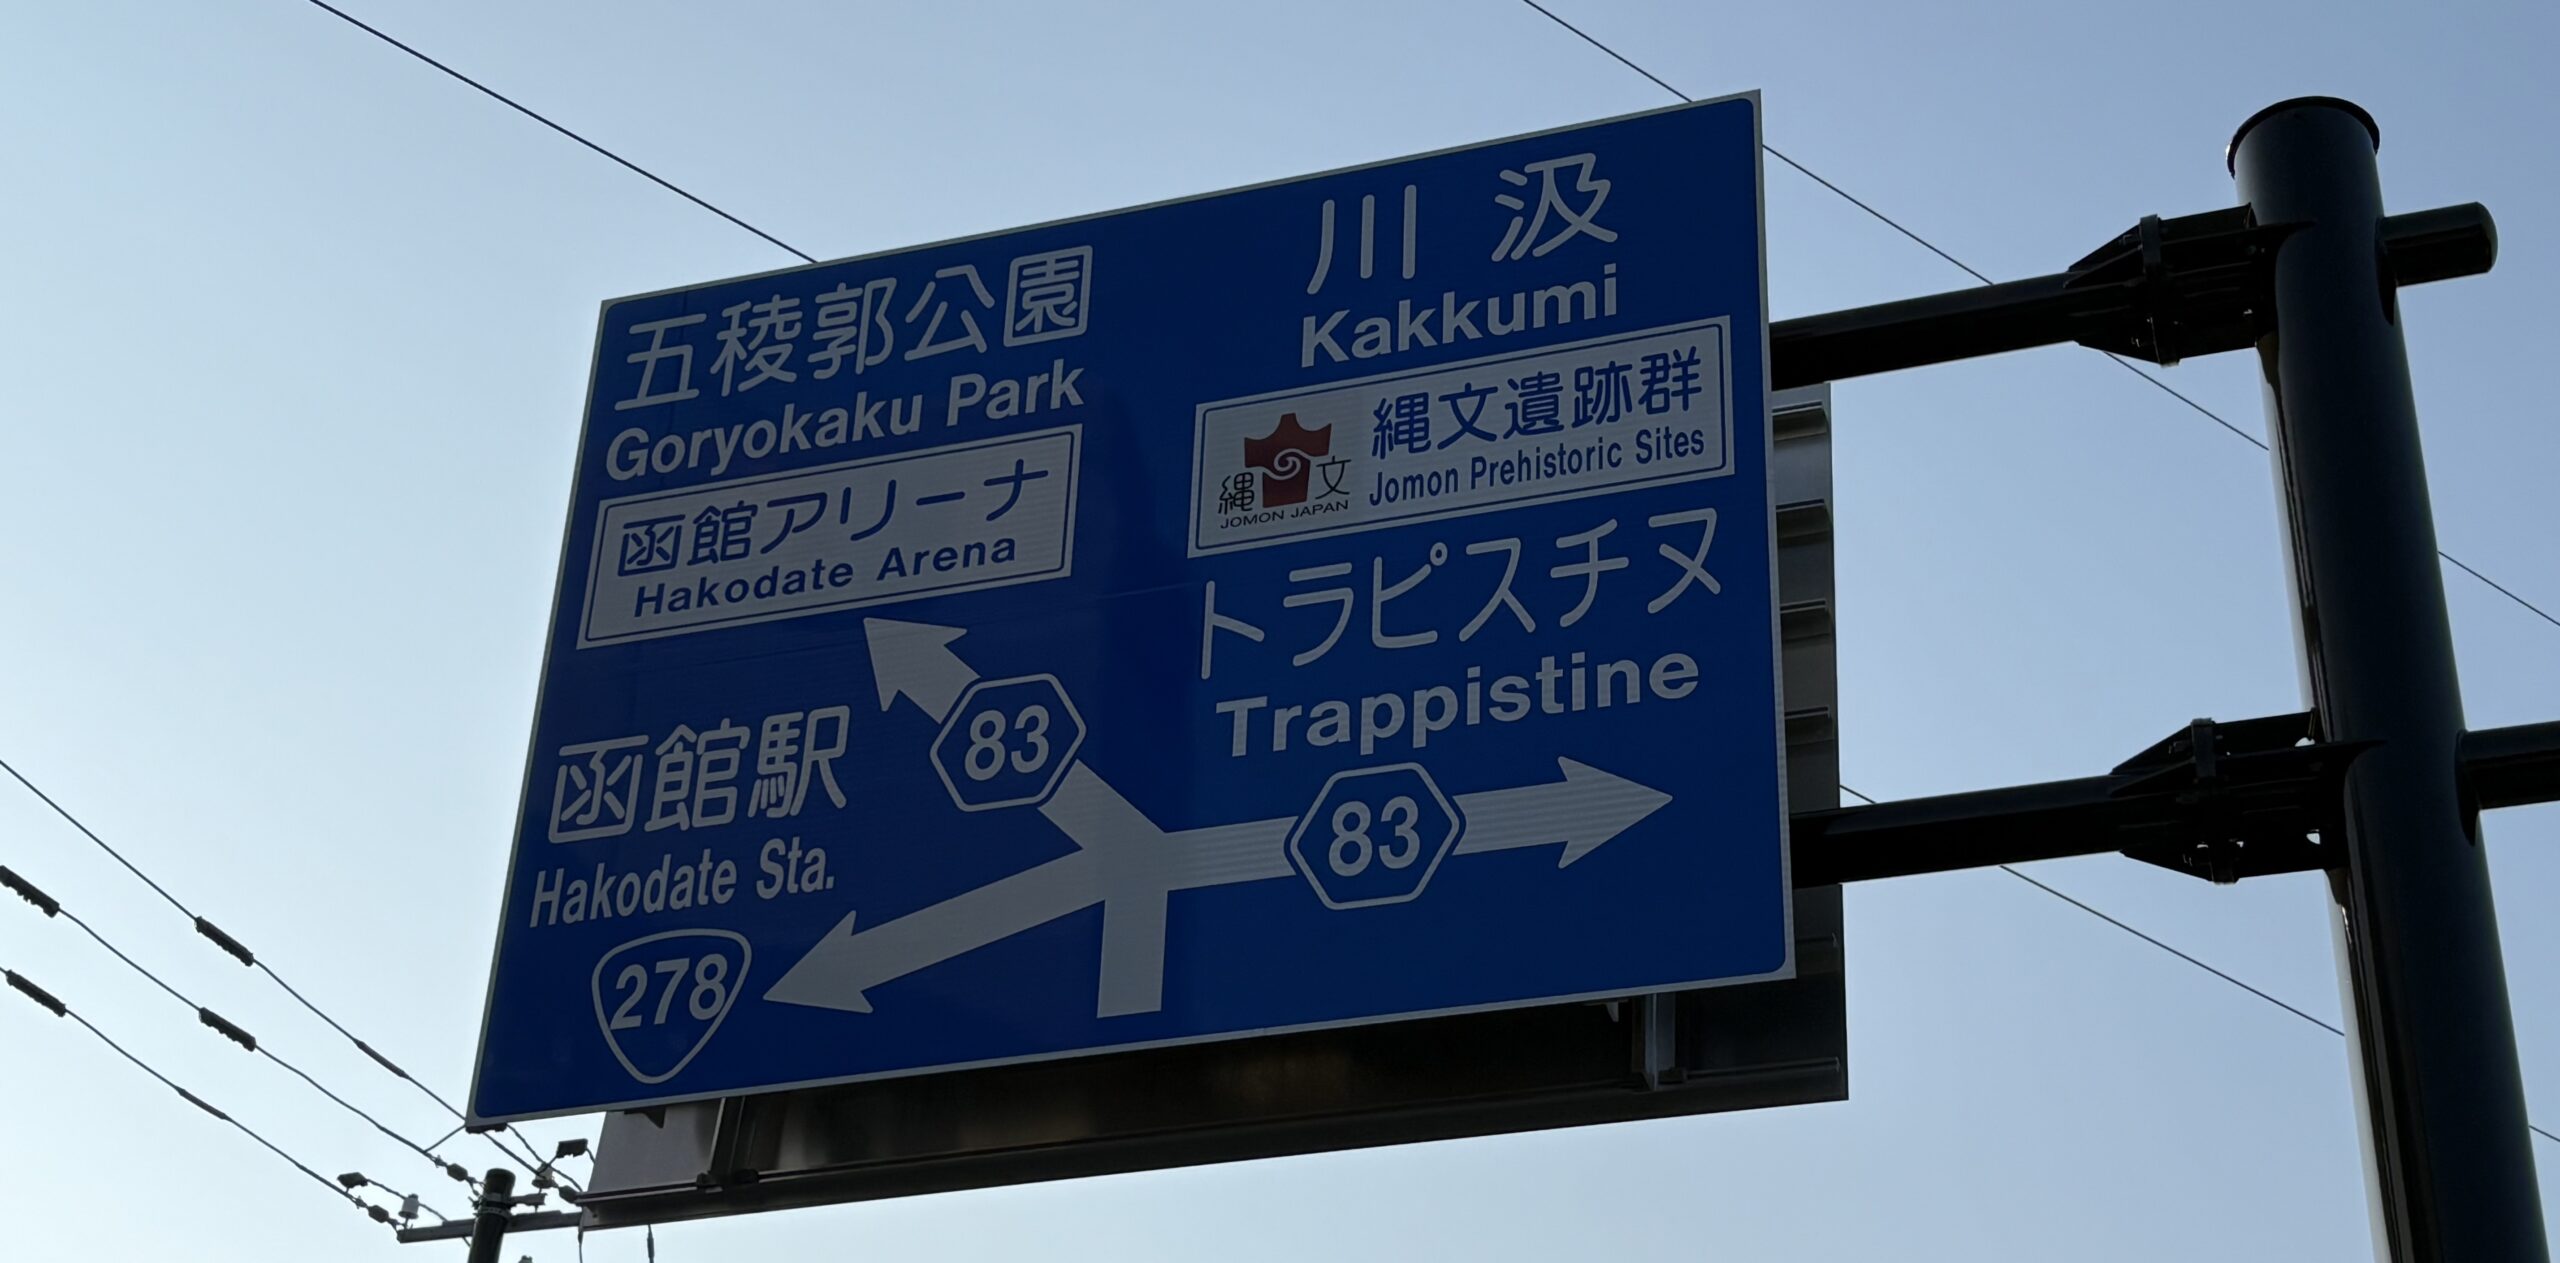 五稜郭公園
Goryokaku Park
函館アリーナ
Hakodate Arena
83
函館駅
Hakodate Sta.
278
川汲
Kakkumi
縄文
JOMON JAPAN
縄文遺跡群
Jomon Prehistoric Sites
トラピスチヌ
Trappistine
83